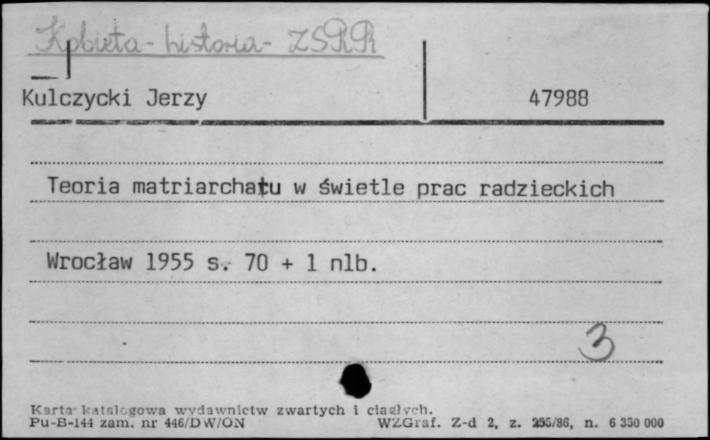 Kobieta - historia - ZSRR
Kulczycki Jerzy 47988
Teoria matriarchatu w świetle prac radzieckich
Wrocław 1955 s. 70 + 1 nlb.
3
Karta katalogowa wydawnictw zwartych i ciągłych.
Pu-B-144 zam. nr 446/DW/ON WZGraf. Z-d 2, z. 255/86, n. 6 350 000